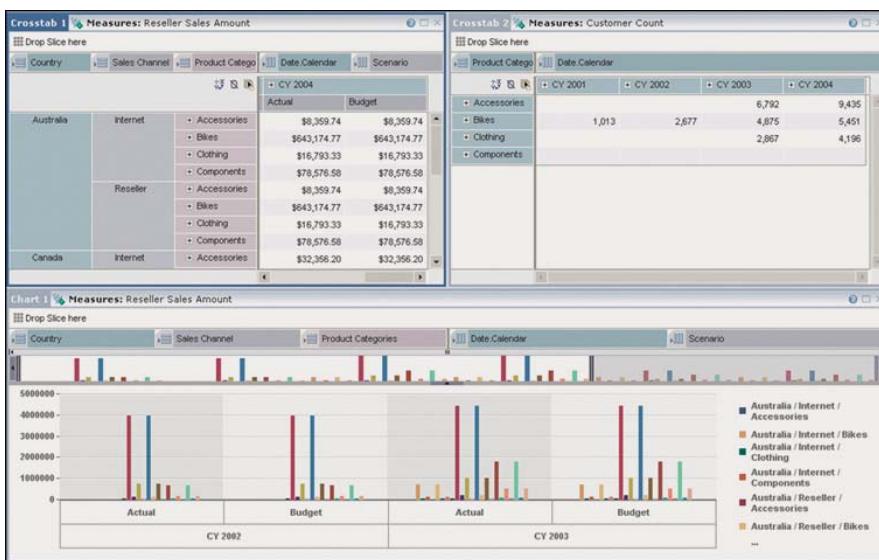 Crosstab 1 Measures: Reseller Sales Amount
Drop Slice here
Country Sales Channel Product Catego Date.Calendar Scenario
+ CY 2004
Actual Budget
Australia Internet + Accessories $8,359.74 $8,359.74
+ Bikes $643,174.77 $643,174.77
+ Clothing $16,793.33 $16,793.33
+ Components $78,576.58 $78,576.58
Reseller + Accessories $8,359.74 $8,359.74
+ Bikes $643,174.77 $643,174.77
+ Clothing $16,793.33 $16,793.33
+ Components $78,576.58 $78,576.58
Canada Internet + Accessories $32,356.20 $32,356.20
Crosstab 2 Measures: Customer Count
Drop Slice here
Product Catego Date.Calendar
+ CY 2001 + CY 2002 + CY 2003 + CY 2004
+ Accessories 6,792 9,435
+ Bikes 1,013 2,677 4,875 5,451
+ Clothing 2,867 4,196
+ Components
Chart 1 Measures: Reseller Sales Amount
Drop Slice here
Country Sales Channel Product Categories Date.Calendar Scenario
5000000
4000000
3000000
2000000
1000000
0
Actual Budget Actual Budget
CY 2002 CY 2003
Australia / Internet /
Accessories
Australia / Internet / Bikes
Australia / Internet /
Clothing
Australia / Internet /
Components
Australia / Reseller /
Accessories
Australia / Reseller / Bikes
...